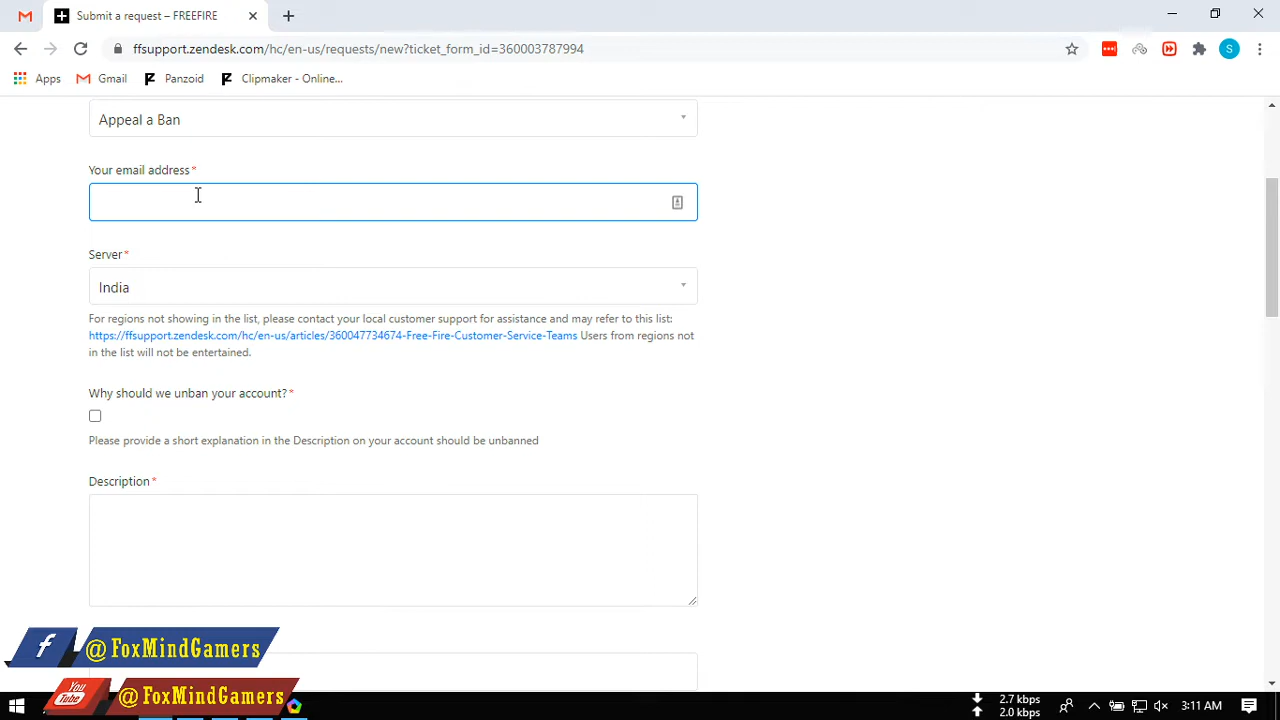 Submit a request – FREEFIRE
ffsupport.zendesk.com/hc/en-us/requests/new?ticket_form_id=360003787994
S
Apps
Gmail
Panzoid
Clipmaker - Online...
Appeal a Ban
Your email address*
Server*
India
For regions not showing in the list, please contact your local customer support for assistance and may refer to this list:
https://ffsupport.zendesk.com/hc/en-us/articles/360047734674-Free-Fire-Customer-Service-Teams Users from regions not
in the list will not be entertained.
Why should we unban your account?*
Please provide a short explanation in the Description on your account should be unbanned
Description*
f @FoxMindGamers
You Tube @FoxMindGamers
2.7 kbps
2.0 kbps
3:11 AM